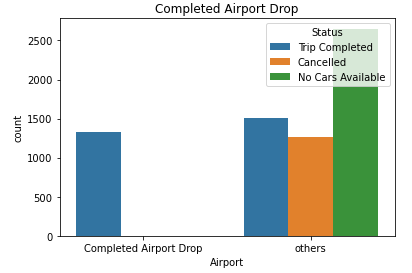 Completed Airport Drop
Status
Trip Completed
Cancelled
No Cars Available
2500
2000
1500
1000
500
0
count
Completed Airport Drop
others
Airport